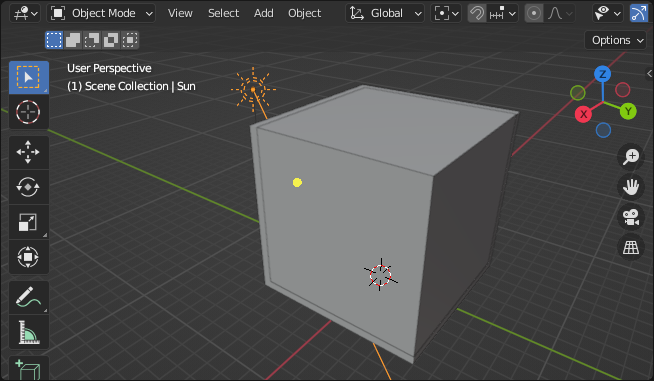 Object Mode View Select Add Object Global
Options
User Perspective
(1) Scene Collection | Sun
Z
Y
X